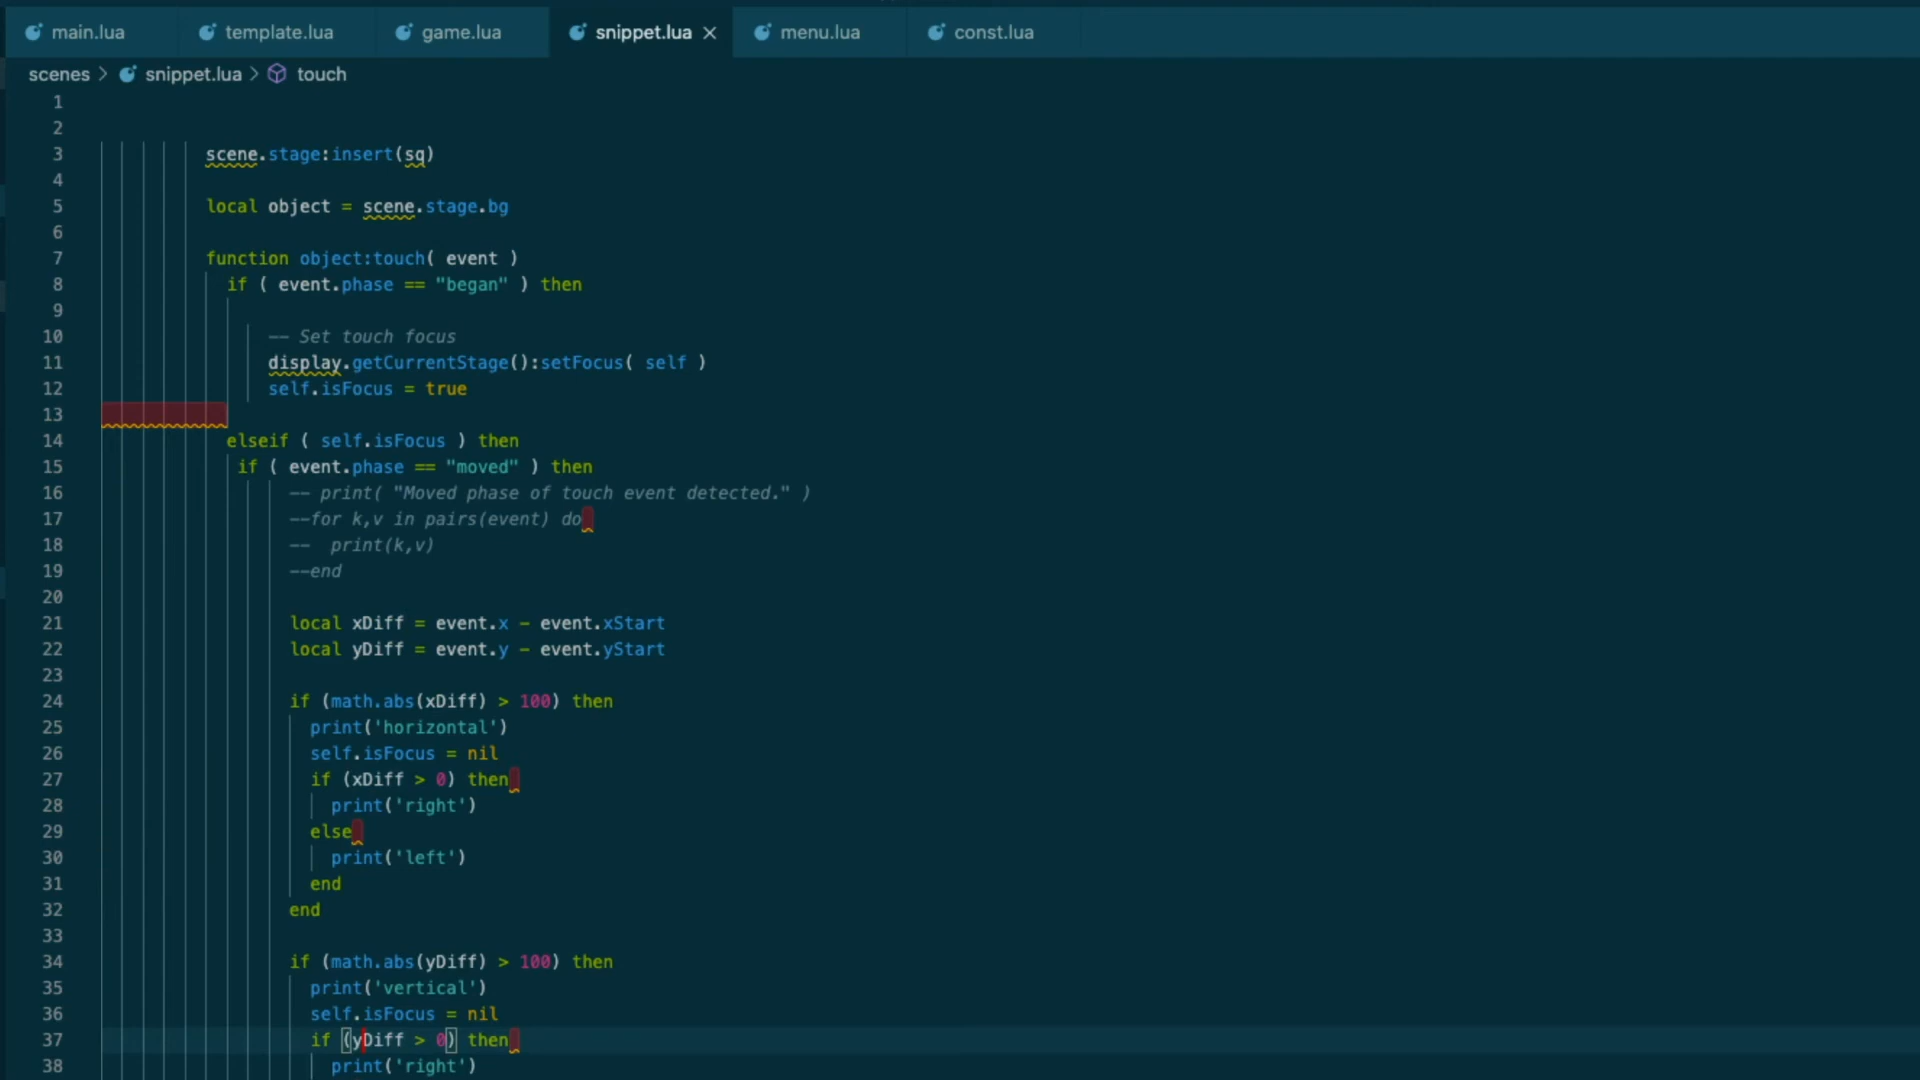 main.lua template.lua game.lua snippet.lua × menu.lua const.lua
scenes > snippet.lua > touch
1
2
3 scene.stage:insert(sq)
4
5 local object = scene.stage.bg
6
7 function object:touch( event )
8 if ( event.phase == "began" ) then
9
10 -- Set touch focus
11 display.getCurrentStage():setFocus( self )
12 self.isFocus = true
13
14 elseif ( self.isFocus ) then
15 if ( event.phase == "moved" ) then
16 -- print( "Moved phase of touch event detected." )
17 --for k,v in pairs(event) do
18 --  print(k,v)
19 --end
20
21 local xDiff = event.x - event.xStart
22 local yDiff = event.y - event.yStart
23
24 if (math.abs(xDiff) > 100) then
25 print('horizontal')
26 self.isFocus = nil
27 if (xDiff > 0) then
28 print('right')
29 else
30 print('left')
31 end
32 end
33
34 if (math.abs(yDiff) > 100) then
35 print('vertical')
36 self.isFocus = nil
37 if (yDiff > 0) then
38 print('right')